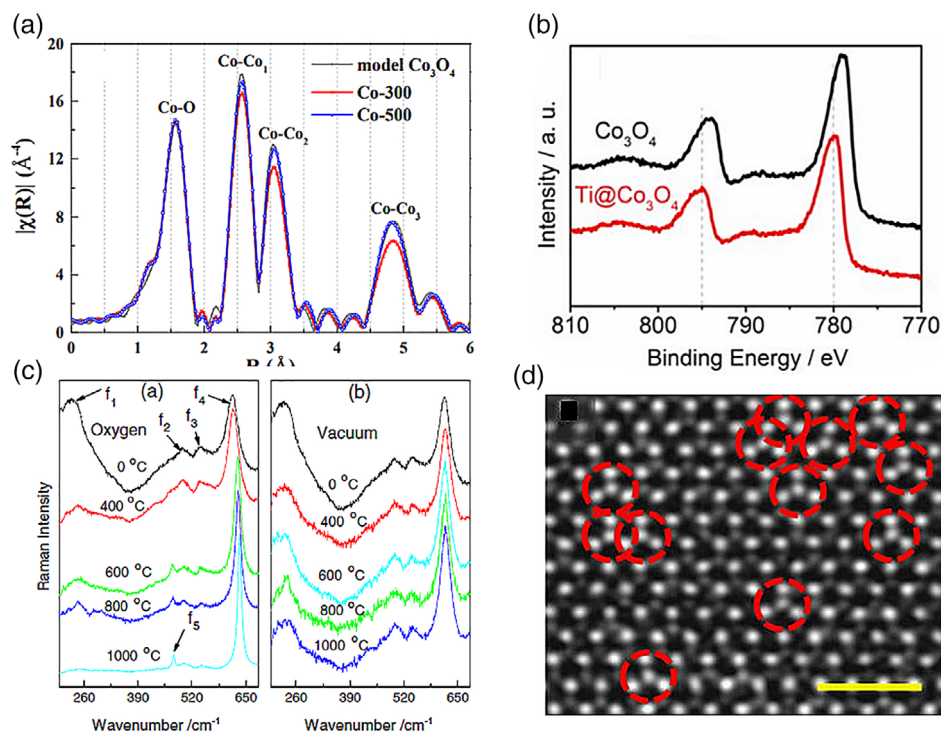 (a)
|χ(R)| (Å⁻⁴)
20
16
12
8
4
0
Co-O
Co-Co₁
Co-Co₂
Co-Co₃
model Co₃O₄
Co-300
Co-500
0 1 2 3 4 5 6
R (Å)
(b)
Intensity / a. u.
Co₃O₄
Ti@Co₃O₄
810 800 790 780 770
Binding Energy / eV
(c)
Raman Intensity
(a)
f₁
f₂
f₃
f₄
Oxygen
0 °C
400 °C
600 °C
800 °C
f₅
1000 °C
260 390 520 650
Wavenumber /cm⁻¹
(b)
Vacuum
0 °C
400 °C
600 °C
800 °C
1000 °C
260 390 520 650
Wavenumber /cm⁻¹
(d)